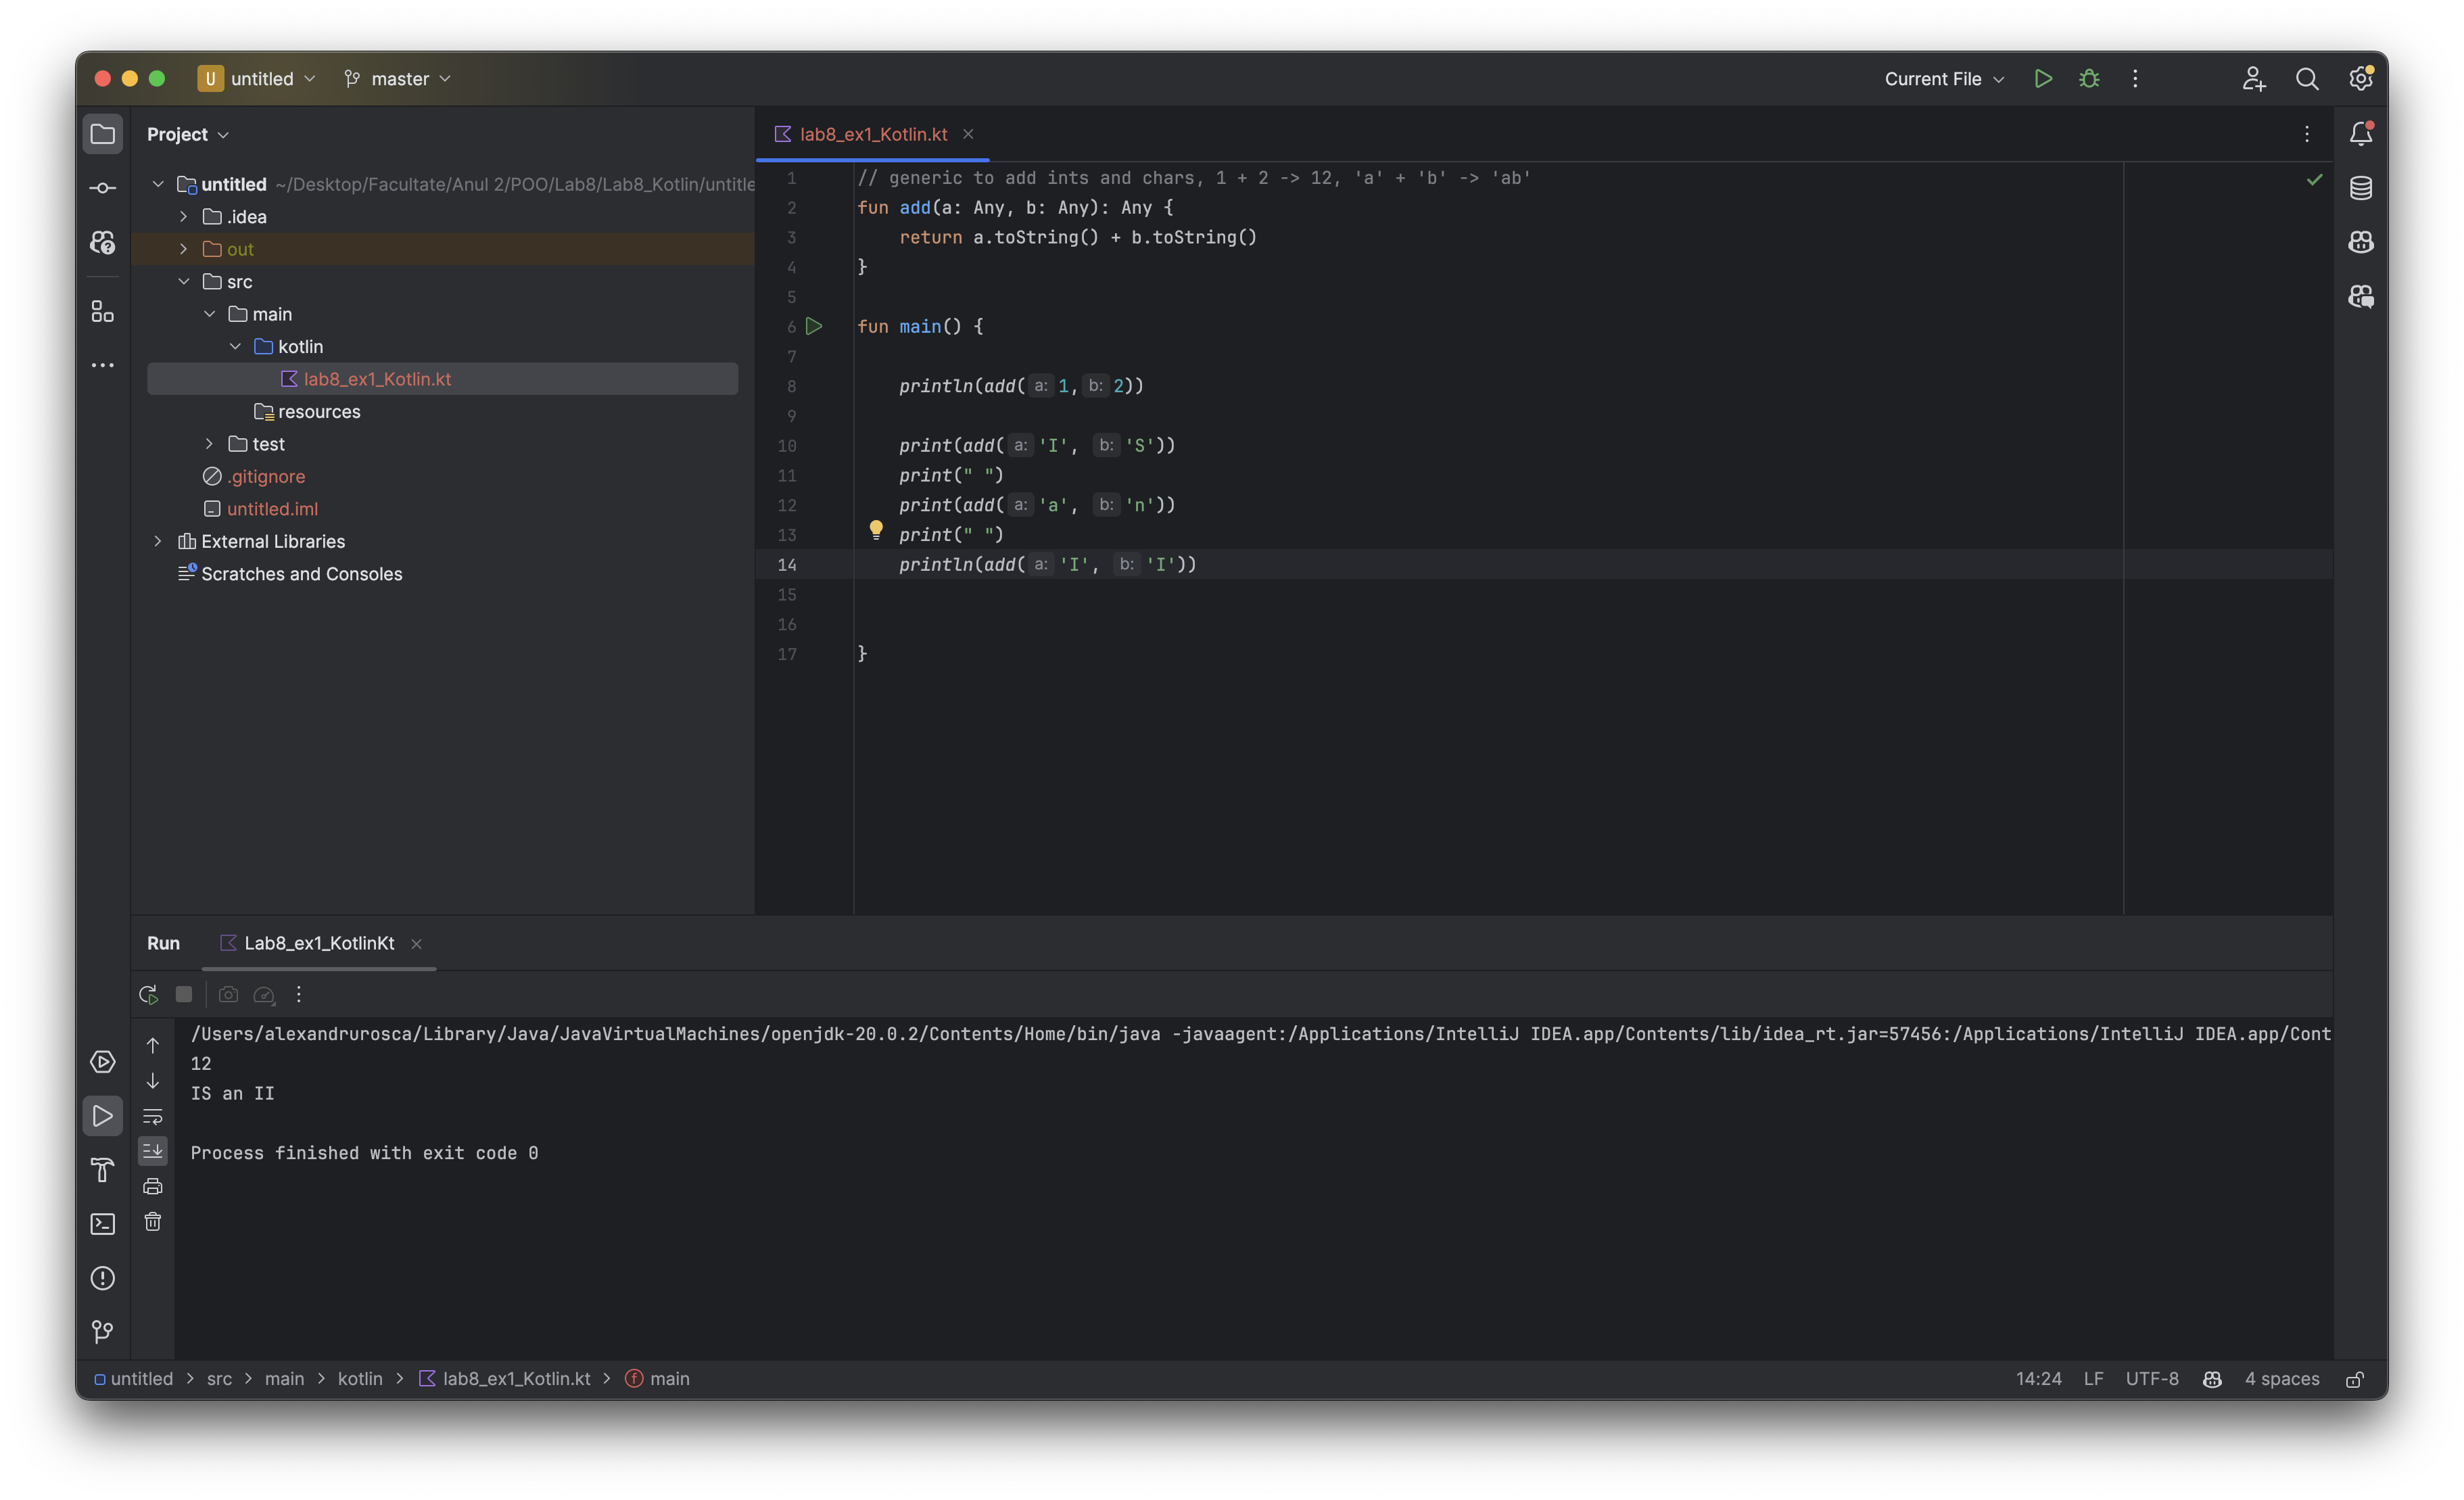 U untitled master Current File
Project
lab8_ex1_Kotlin.kt
untitled ~/Desktop/Facultate/Anul 2/POO/Lab8/Lab8_Kotlin/untitle
.idea
out
src
main
kotlin
lab8_ex1_Kotlin.kt
resources
test
.gitignore
untitled.iml
External Libraries
Scratches and Consoles
1 // generic to add ints and chars, 1 + 2 -> 12, 'a' + 'b' -> 'ab'
2 fun add(a: Any, b: Any): Any {
3 return a.toString() + b.toString()
4 }
5
6 fun main() {
7
8 println(add( a: 1, b: 2))
9
10 print(add( a: 'I', b: 'S'))
11 print(" ")
12 print(add( a: 'a', b: 'n'))
13 print(" ")
14 println(add( a: 'I', b: 'I'))
15
16
17 }
Run Lab8_ex1_KotlinKt
/Users/alexandrurosca/Library/Java/JavaVirtualMachines/openjdk-20.0.2/Contents/Home/bin/java -javaagent:/Applications/IntelliJ IDEA.app/Contents/lib/idea_rt.jar=57456:/Applications/IntelliJ IDEA.app/Cont
12
IS an II
Process finished with exit code 0
untitled > src > main > kotlin > lab8_ex1_Kotlin.kt > f main 14:24 LF UTF-8 4 spaces